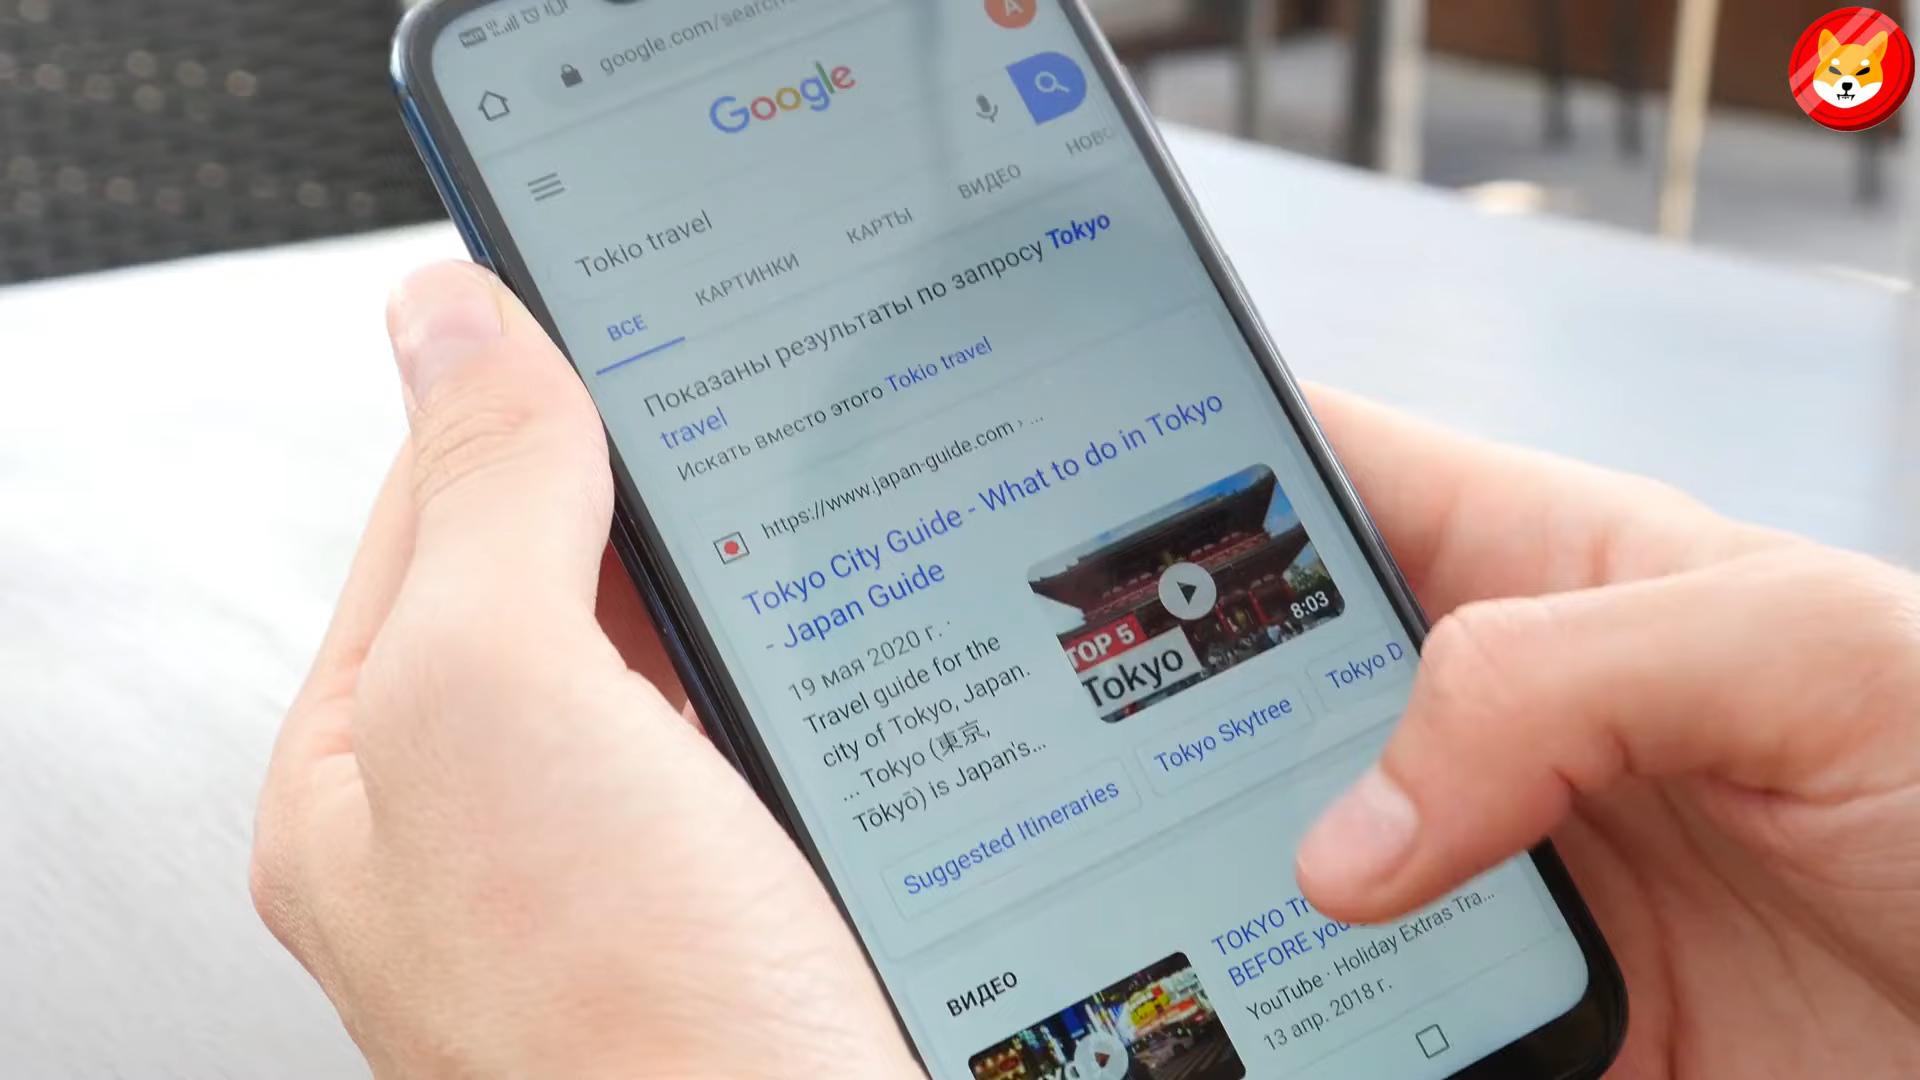 google.com/search
A
Google
Tokio travel
ВСЕ
КАРТИНКИ
КАРТЫ
ВИДЕО
Показаны результаты по запросу Tokyo
travel
Искать вместо этого Tokio travel
https://www.japan-guide.com › ...
Tokyo City Guide - What to do in Tokyo
- Japan Guide
19 мая 2020 г. ·
Travel guide for the
city of Tokyo, Japan.
... Tokyo (東京,
Tōkyō) is Japan's...
TOP 5
Tokyo
8:03
Suggested Itineraries
Tokyo Skytree
Tokyo D
ВИДЕО
TOKYO Tr
BEFORE you
YouTube · Holiday Extras Tra...
13 апр. 2018 г.